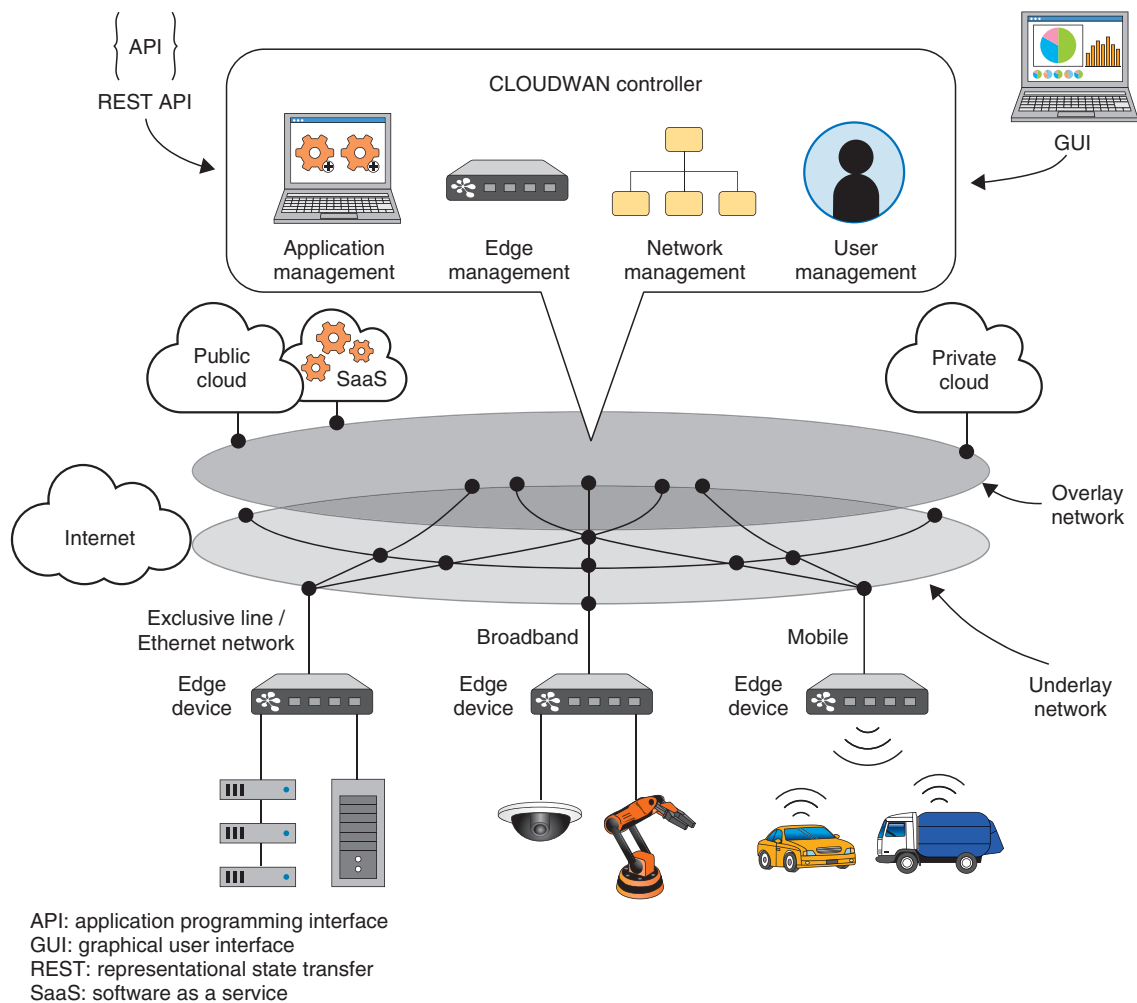 API
REST API
CLOUDWAN controller
GUI
Application
management
Edge
management
Network
management
User
management
Public
cloud
SaaS
Private
cloud
Internet
Overlay
network
Exclusive line /
Ethernet network
Broadband
Mobile
Edge
device
Edge
device
Edge
device
Underlay
network
API: application programming interface
GUI: graphical user interface
REST: representational state transfer
SaaS: software as a service